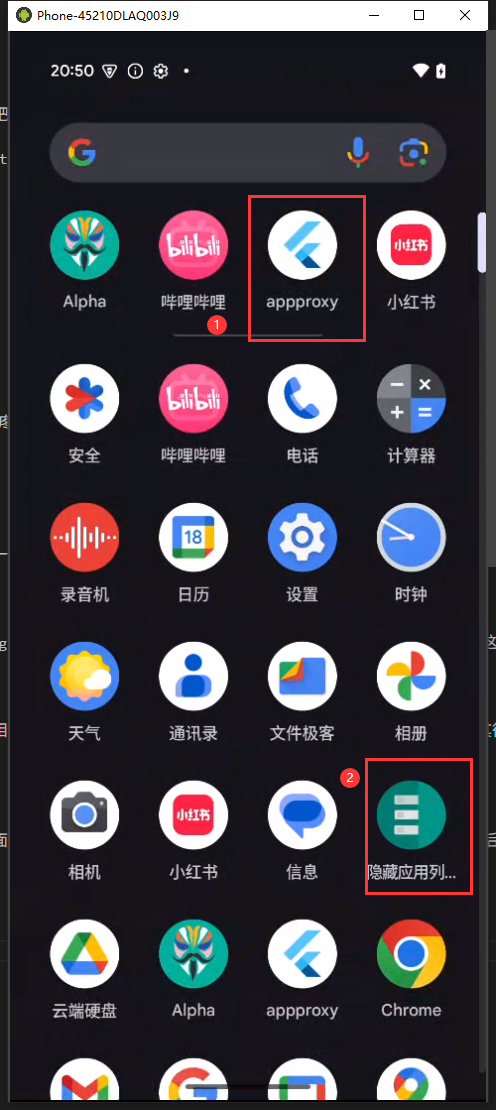 Phone-45210DLAQ003J9
20:50
Alpha
哔哩哔哩
appproxy
小红书
1
安全
哔哩哔哩
电话
计算器
录音机
日历
设置
时钟
天气
通讯录
文件极客
相册
2
相机
小红书
信息
隐藏应用列...
云端硬盘
Alpha
appproxy
Chrome